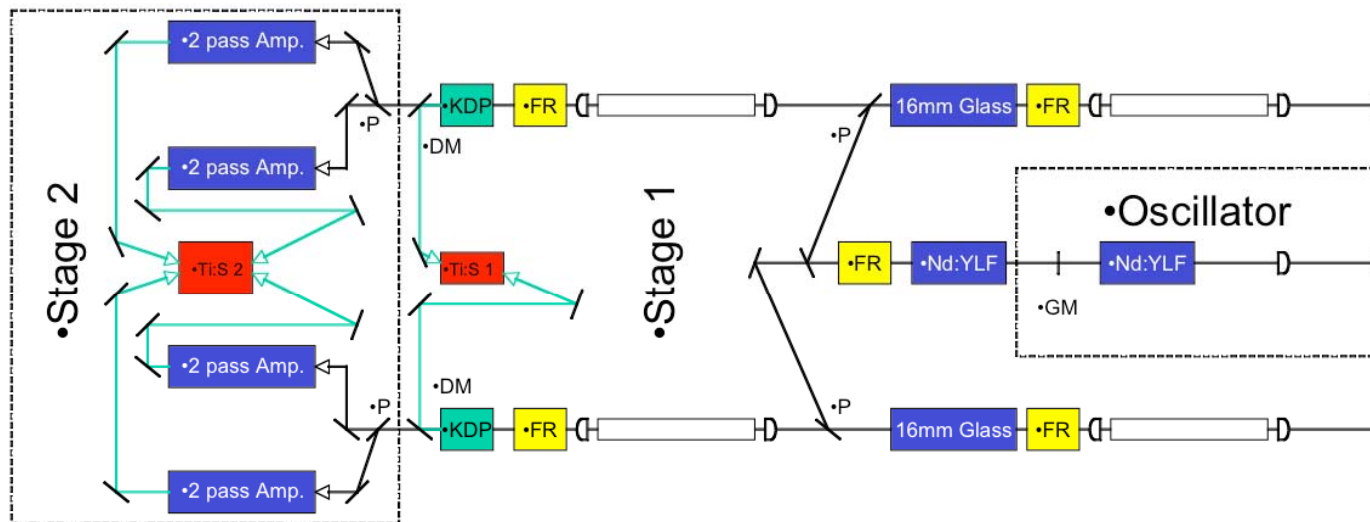 •2 pass Amp.
•P
•KDP
•FR
16mm Glass
•FR
•P
•DM
•2 pass Amp.
•Stage 2
•Ti:S 2
•Ti:S 1
•Stage 1
•Oscillator
•FR
•Nd:YLF
•Nd:YLF
•GM
•2 pass Amp.
•DM
•P
•P
•KDP
•FR
16mm Glass
•FR
•2 pass Amp.